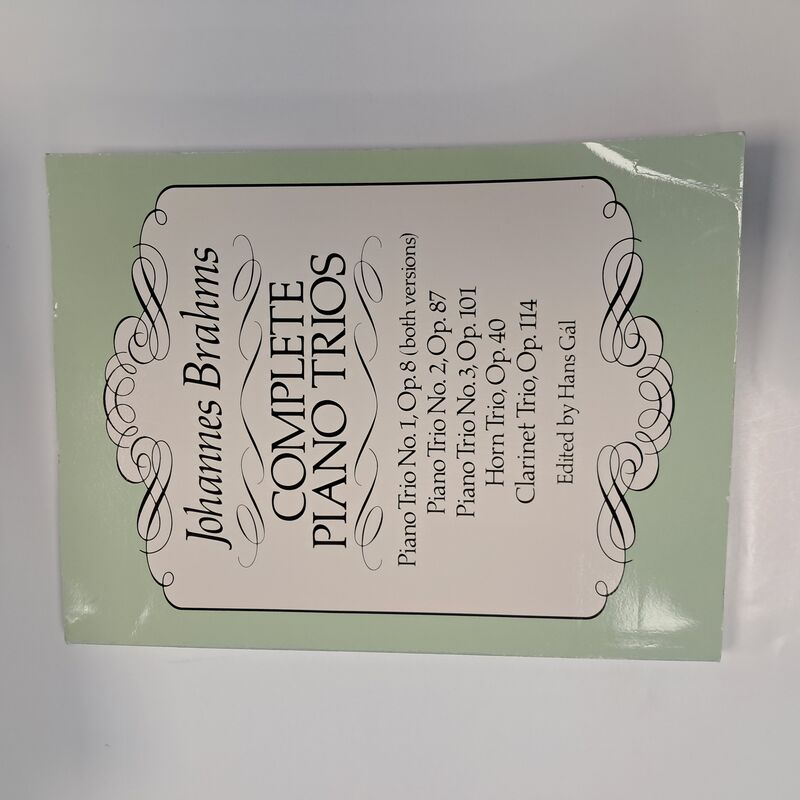 Johannes Brahms
COMPLETE
PIANO TRIOS
Piano Trio No. 1, Op. 8 (both versions)
Piano Trio No. 2, Op. 87
Piano Trio No. 3, Op. 101
Horn Trio, Op. 40
Clarinet Trio, Op. 114
Edited by Hans Gál